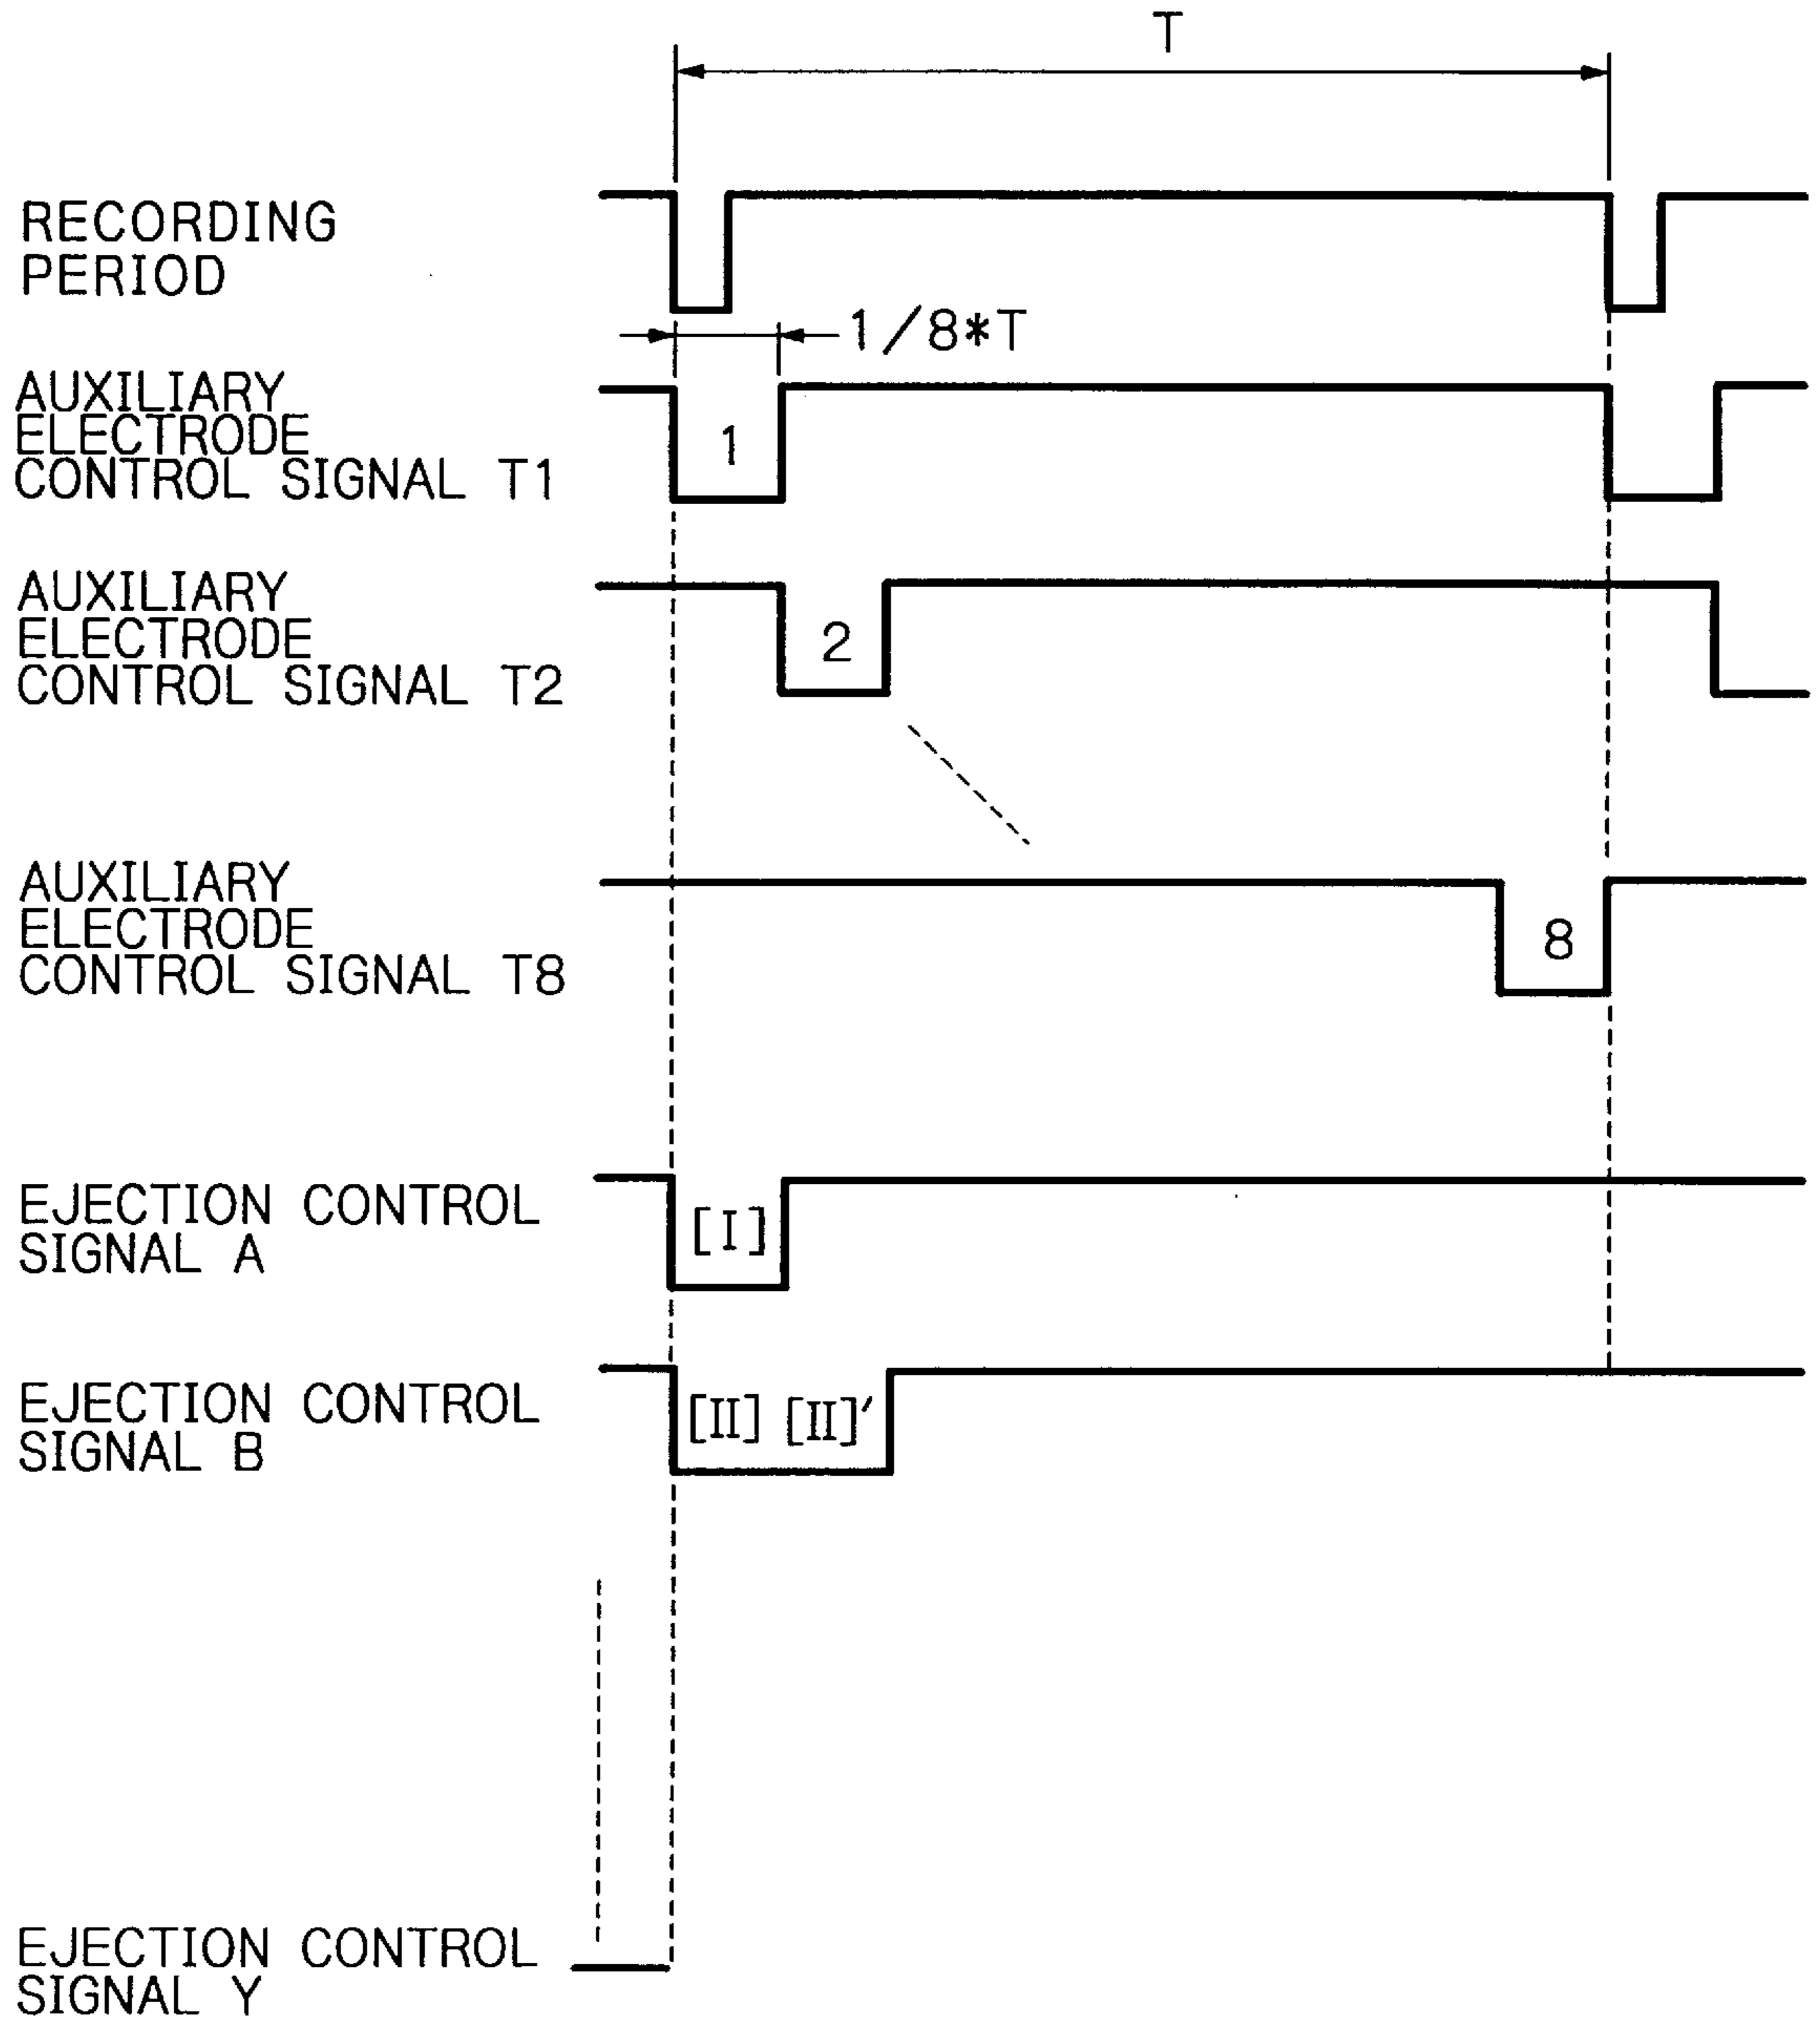 T
RECORDING
PERIOD
1/8*T
AUXILIARY
ELECTRODE
CONTROL SIGNAL T1
1
AUXILIARY
ELECTRODE
CONTROL SIGNAL T2
2
AUXILIARY
ELECTRODE
CONTROL SIGNAL T8
8
EJECTION CONTROL
SIGNAL A
[I]
EJECTION CONTROL
SIGNAL B
[II] [II]'
EJECTION CONTROL
SIGNAL Y